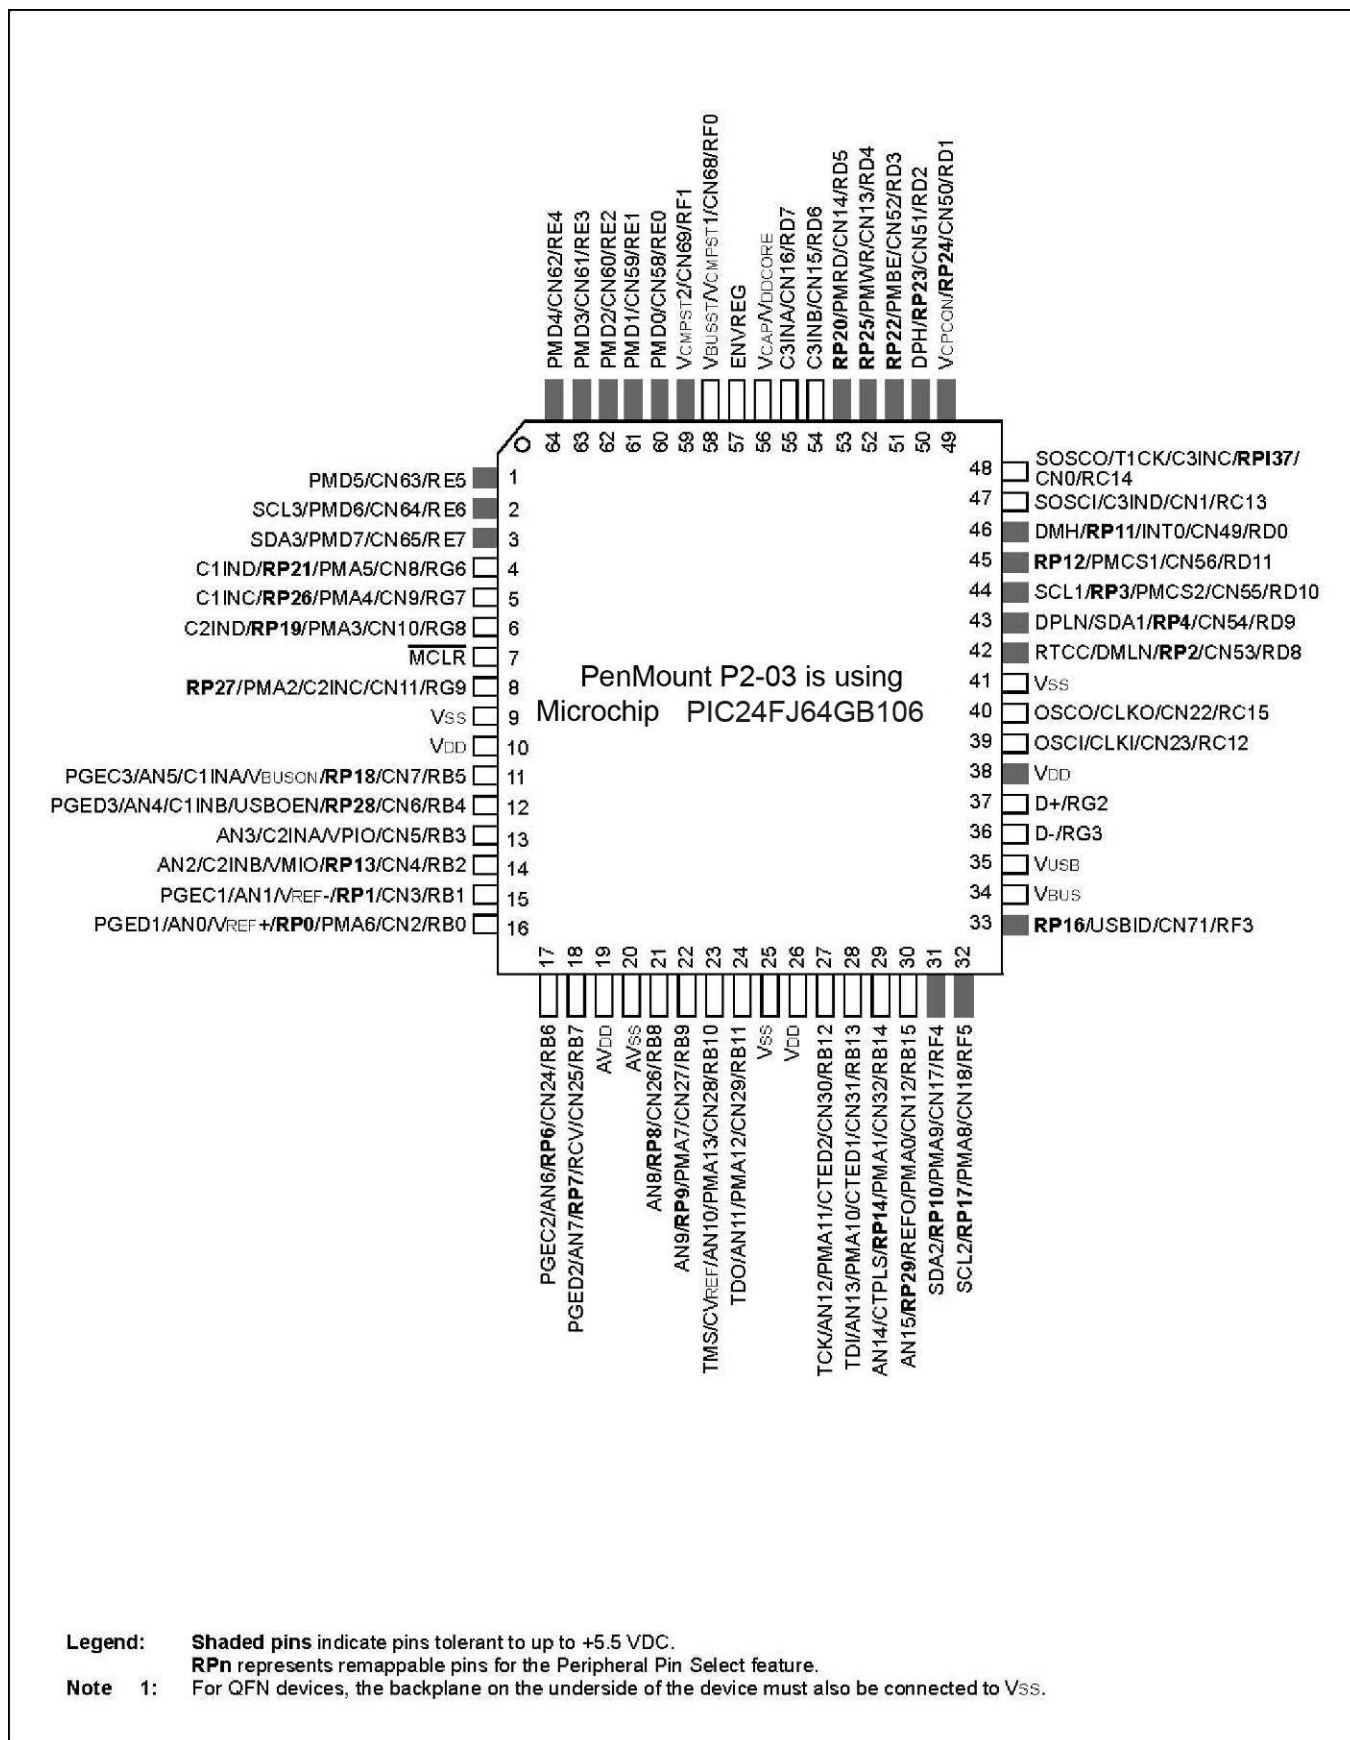 PMD4/CN62/RE4
PMD3/CN61/RE3
PMD2/CN60/RE2
PMD1/CN59/RE1
PMD0/CN58/RE0
VCMPST2/CN69/RF1
VBUSST/VCMPST1/CN68/RF0
ENVREG
VCAP/VDDCORE
C3INA/CN16/RD7
C3INB/CN15/RD6
RP20/PMRD/CN14/RD5
RP25/PMWR/CN13/RD4
RP22/PMBE/CN52/RD3
DPH/RP23/CN51/RD2
VCPCON/RP24/CN50/RD1
64 63 62 61 60 59 58 57 56 55 54 53 52 51 50 49
PMD5/CN63/RE5 1
SCL3/PMD6/CN64/RE6 2
SDA3/PMD7/CN65/RE7 3
C1IND/RP21/PMA5/CN8/RG6 4
C1INC/RP26/PMA4/CN9/RG7 5
C2IND/RP19/PMA3/CN10/RG8 6
MCLR 7
RP27/PMA2/C2INC/CN11/RG9 8
VSS 9
VDD 10
PGEC3/AN5/C1INA/VBUSON/RP18/CN7/RB5 11
PGED3/AN4/C1INB/USBOEN/RP28/CN6/RB4 12
AN3/C2INA/VPIO/CN5/RB3 13
AN2/C2INB/VMIO/RP13/CN4/RB2 14
PGEC1/AN1/VREF-/RP1/CN3/RB1 15
PGED1/AN0/VREF+/RP0/PMA6/CN2/RB0 16
PenMount P2-03 is using
Microchip PIC24FJ64GB106
48 SOSCO/T1CK/C3INC/RPI37/
CN0/RC14
47 SOSCI/C3IND/CN1/RC13
46 DMH/RP11/INT0/CN49/RD0
45 RP12/PMCS1/CN56/RD11
44 SCL1/RP3/PMCS2/CN55/RD10
43 DPLN/SDA1/RP4/CN54/RD9
42 RTCC/DMLN/RP2/CN53/RD8
41 VSS
40 OSCO/CLKO/CN22/RC15
39 OSCI/CLKI/CN23/RC12
38 VDD
37 D+/RG2
36 D-/RG3
35 VUSB
34 VBUS
33 RP16/USBID/CN71/RF3
17 18 19 20 21 22 23 24 25 26 27 28 29 30 31 32
PGEC2/AN6/RP6/CN24/RB6
PGED2/AN7/RP7/RCV/CN25/RB7
AVDD
AVSS
AN8/RP8/CN26/RB8
AN9/RP9/PMA7/CN27/RB9
TMS/CVREF/AN10/PMA13/CN28/RB10
TDO/AN11/PMA12/CN29/RB11
VSS
VDD
TCK/AN12/PMA11/CTED2/CN30/RB12
TDI/AN13/PMA10/CTED1/CN31/RB13
AN14/CTPLS/RP14/PMA1/CN32/RB14
AN15/RP29/REFO/PMA0/CN12/RB15
SDA2/RP10/PMA9/CN17/RF4
SCL2/RP17/PMA8/CN18/RF5
Legend: Shaded pins indicate pins tolerant to up to +5.5 VDC.
RPn represents remappable pins for the Peripheral Pin Select feature.
Note 1: For QFN devices, the backplane on the underside of the device must also be connected to VSS.